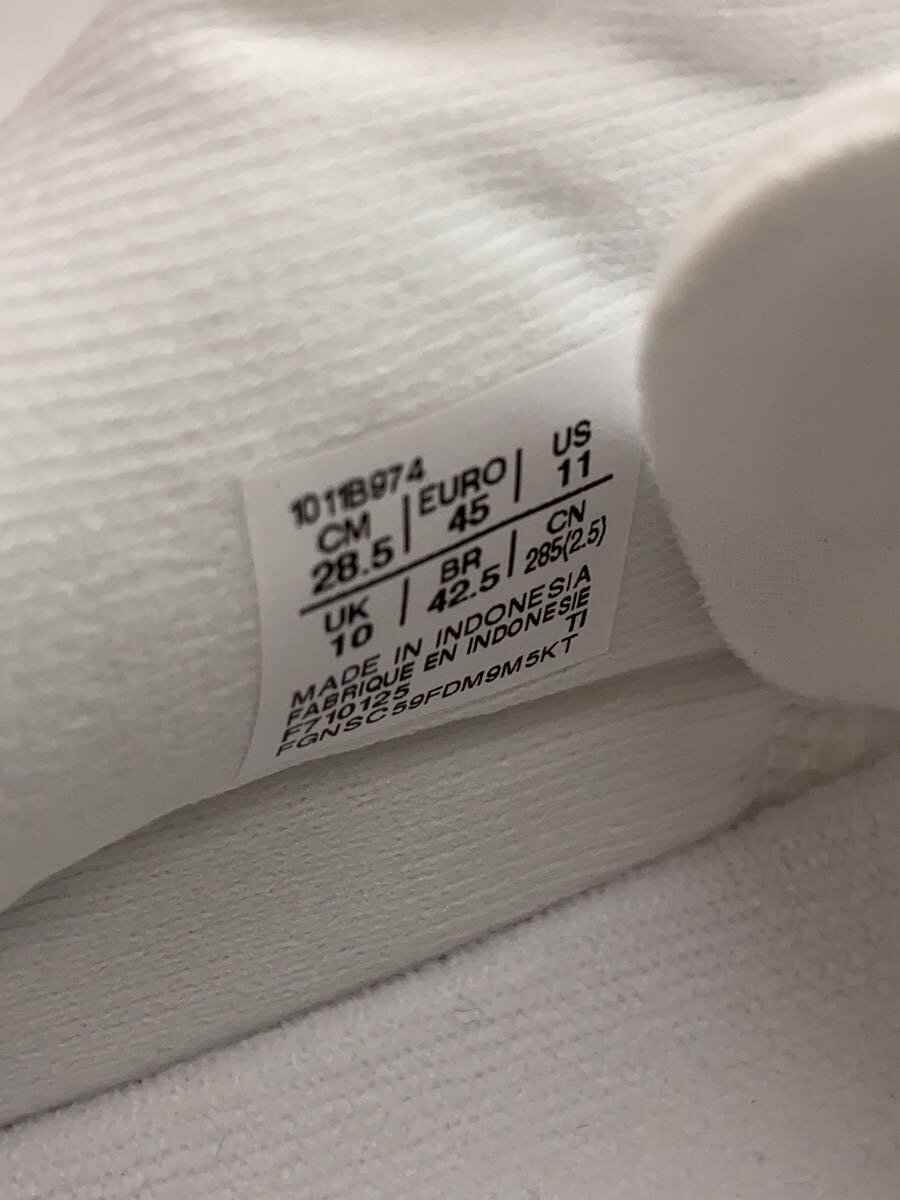 1011B974
CM | EURO | US
28.5 | 45 | 11
UK | BR | CN
10 | 42.5 | 285(2.5)
MADE IN INDONESIA
FABRIQUE EN INDONESIE
F710125 TI
FGNSC59FDM9M5KT